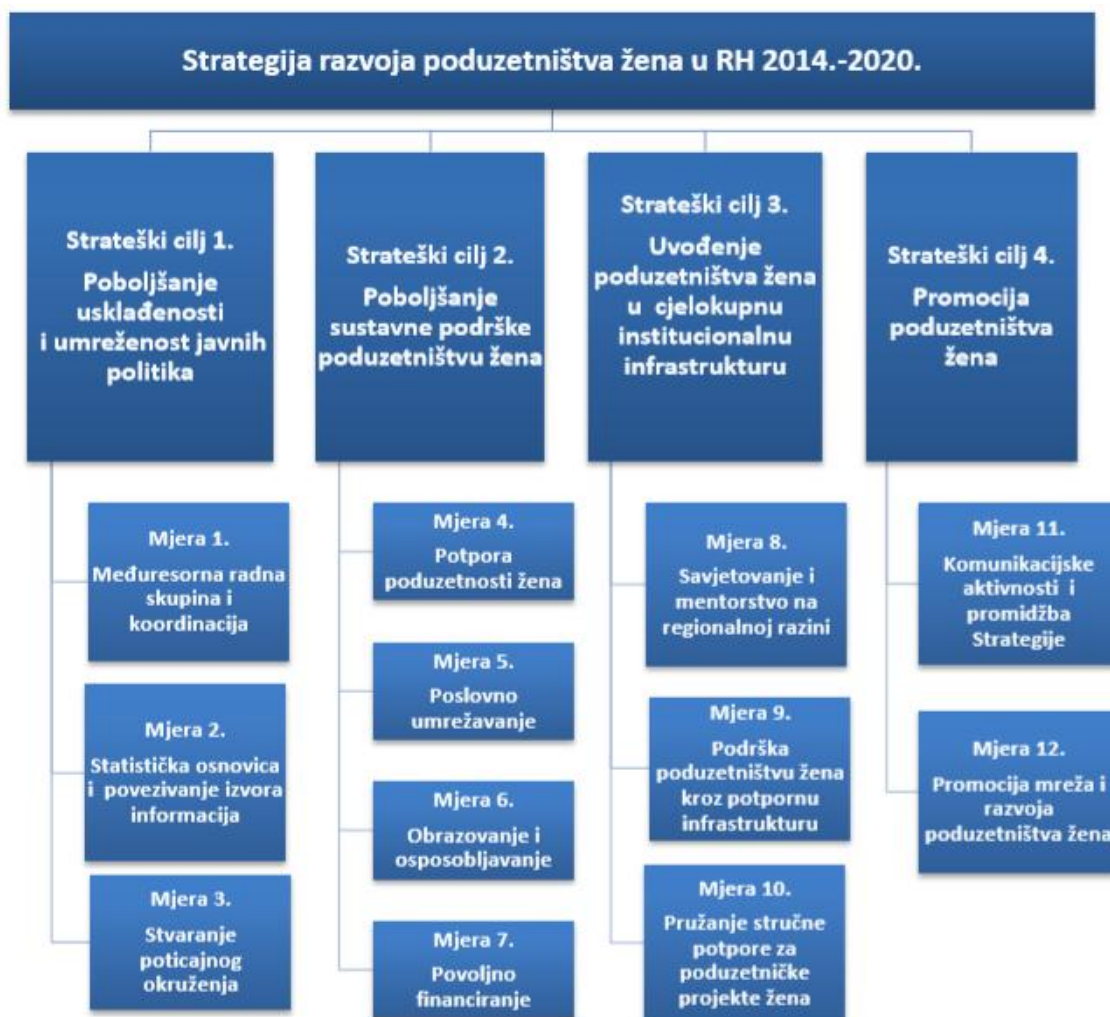 Strategija razvoja poduzetništva žena u RH 2014.-2020.
Strateški cilj 1.
Poboljšanje
usklađenosti
i umreženost javnih
politika
Mjera 1.
Međuresorna radna
skupina i
koordinacija
Mjera 2.
Statistička osnovica
i povezivanje izvora
informacija
Mjera 3.
Stvaranje
poticajnog
okruženja
Strateški cilj 2.
Poboljšanje
sustavne podrške
poduzetništvu žena
Mjera 4.
Potpora
poduzetnosti žena
Mjera 5.
Poslovno
umrežavanje
Mjera 6.
Obrazovanje i
osposobljavanje
Mjera 7.
Povoljno
financiranje
Strateški cilj 3.
Uvođenje
poduzetništva žena
u cjelokupnu
institucionalnu
infrastrukturu
Mjera 8.
Savjetovanje i
mentorstvo na
regionalnoj razini
Mjera 9.
Podrška
poduzetništvu žena
kroz potpornu
infrastrukturu
Mjera 10.
Pružanje stručne
potpore za
poduzetničke
projekte žena
Strateški cilj 4.
Promocija
poduzetništva
žena
Mjera 11.
Komunikacijske
aktivnosti i
promidžba
Strategije
Mjera 12.
Promocija mreža i
razvoja
poduzetništva žena